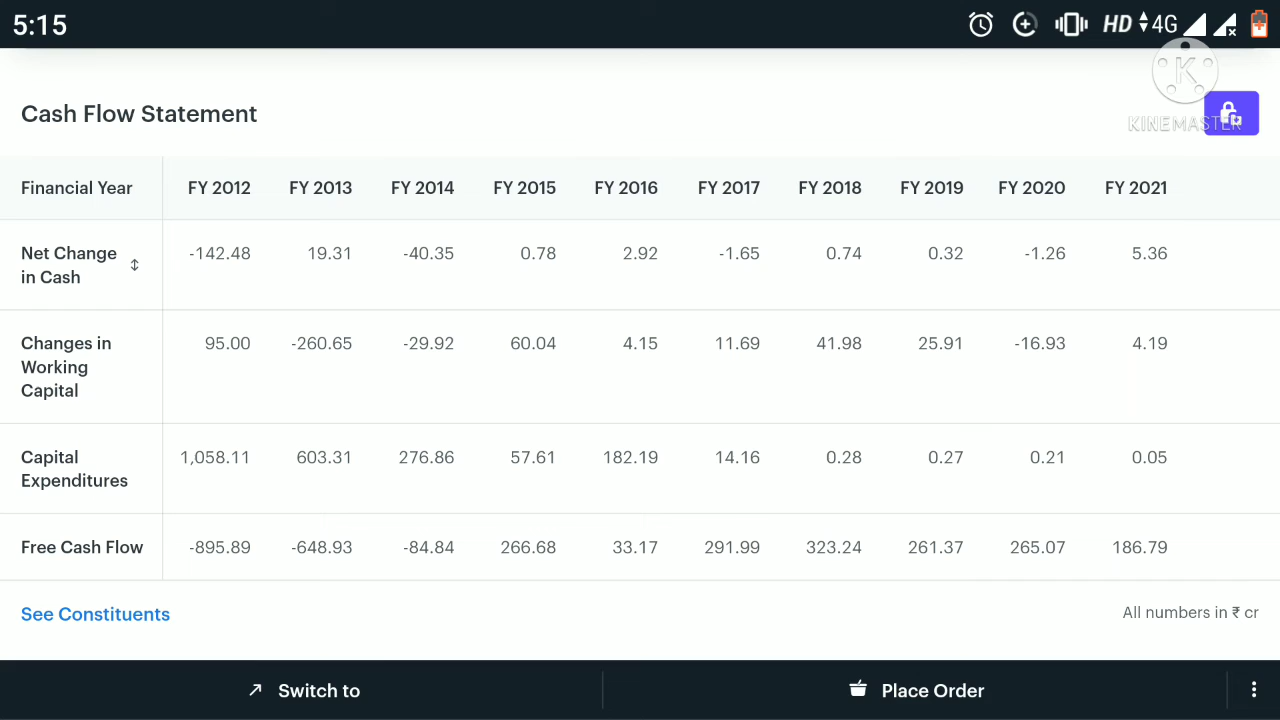 5:15
HD 4G
K
KINEMASTER
Cash Flow Statement
Financial Year FY 2012 FY 2013 FY 2014 FY 2015 FY 2016 FY 2017 FY 2018 FY 2019 FY 2020 FY 2021
Net Change -142.48 19.31 -40.35 0.78 2.92 -1.65 0.74 0.32 -1.26 5.36
in Cash
Changes in 95.00 -260.65 -29.92 60.04 4.15 11.69 41.98 25.91 -16.93 4.19
Working
Capital
Capital 1,058.11 603.31 276.86 57.61 182.19 14.16 0.28 0.27 0.21 0.05
Expenditures
Free Cash Flow -895.89 -648.93 -84.84 266.68 33.17 291.99 323.24 261.37 265.07 186.79
See Constituents All numbers in ₹ cr
Switch to Place Order